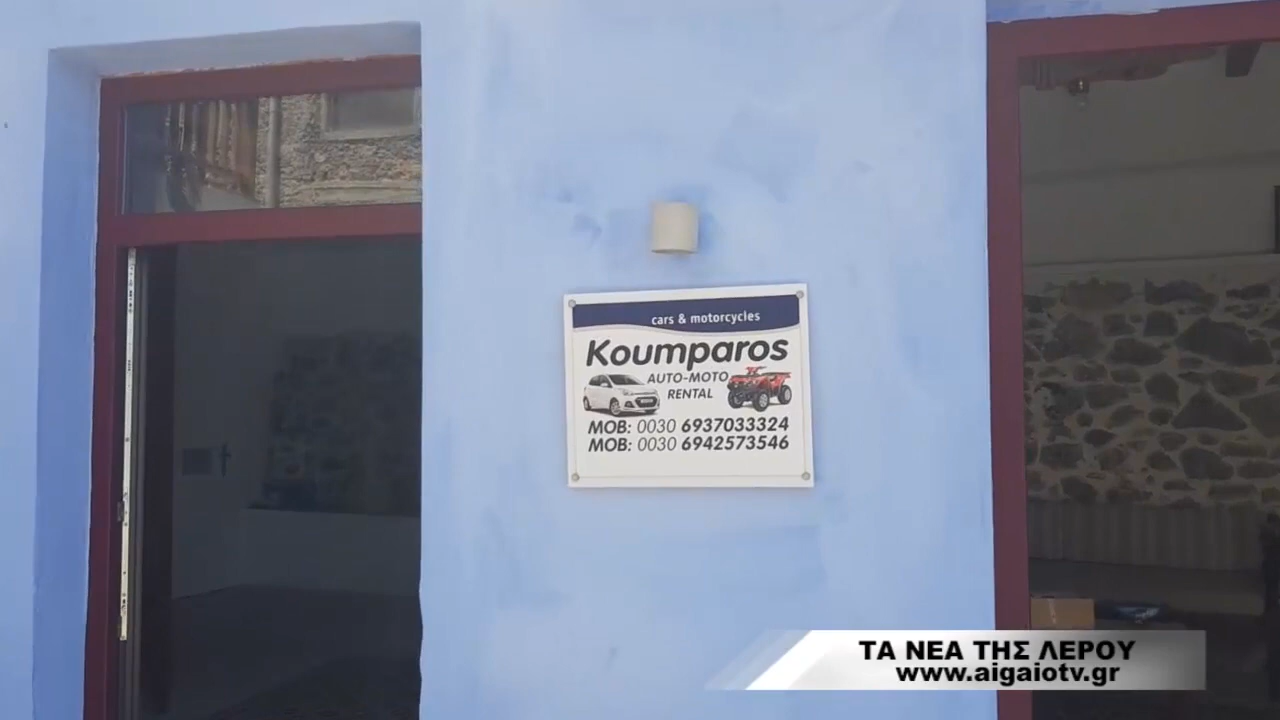 cars & motorcycles
Koumparos
AUTO-MOTO
RENTAL
MOB: 0030 6937033324
MOB: 0030 6942573546
ΤΑ ΝΕΑ ΤΗΣ ΛΕΡΟΥ
www.aigaiotv.gr